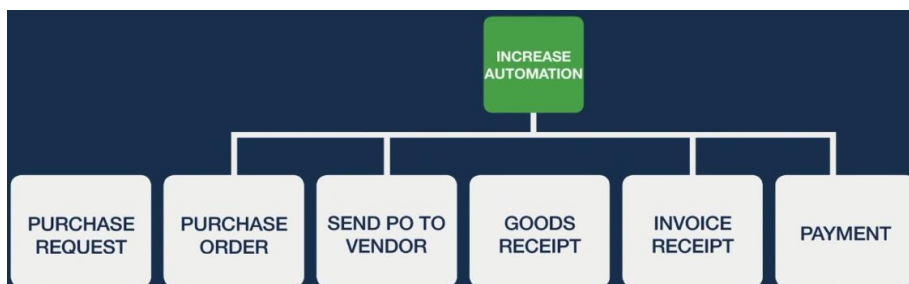 INCREASE
AUTOMATION
PURCHASE
REQUEST
PURCHASE
ORDER
SEND PO TO
VENDOR
GOODS
RECEIPT
INVOICE
RECEIPT
PAYMENT